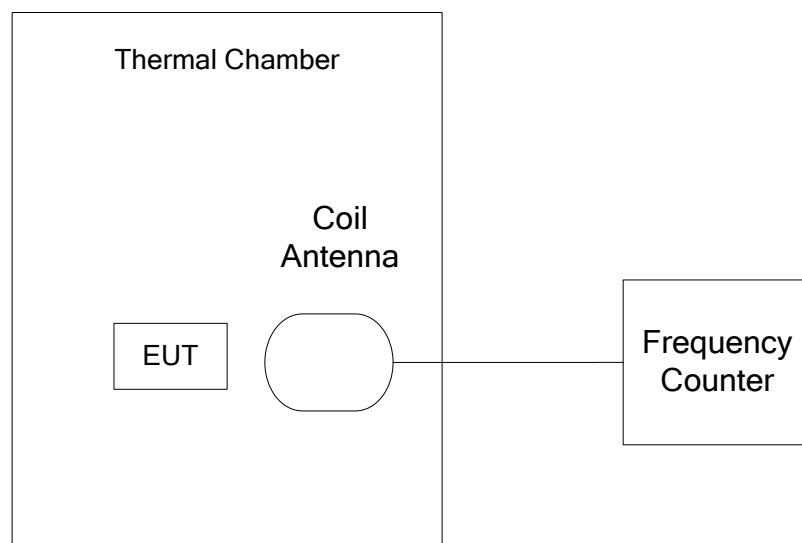 Thermal Chamber
Coil
Antenna
EUT
Frequency
Counter